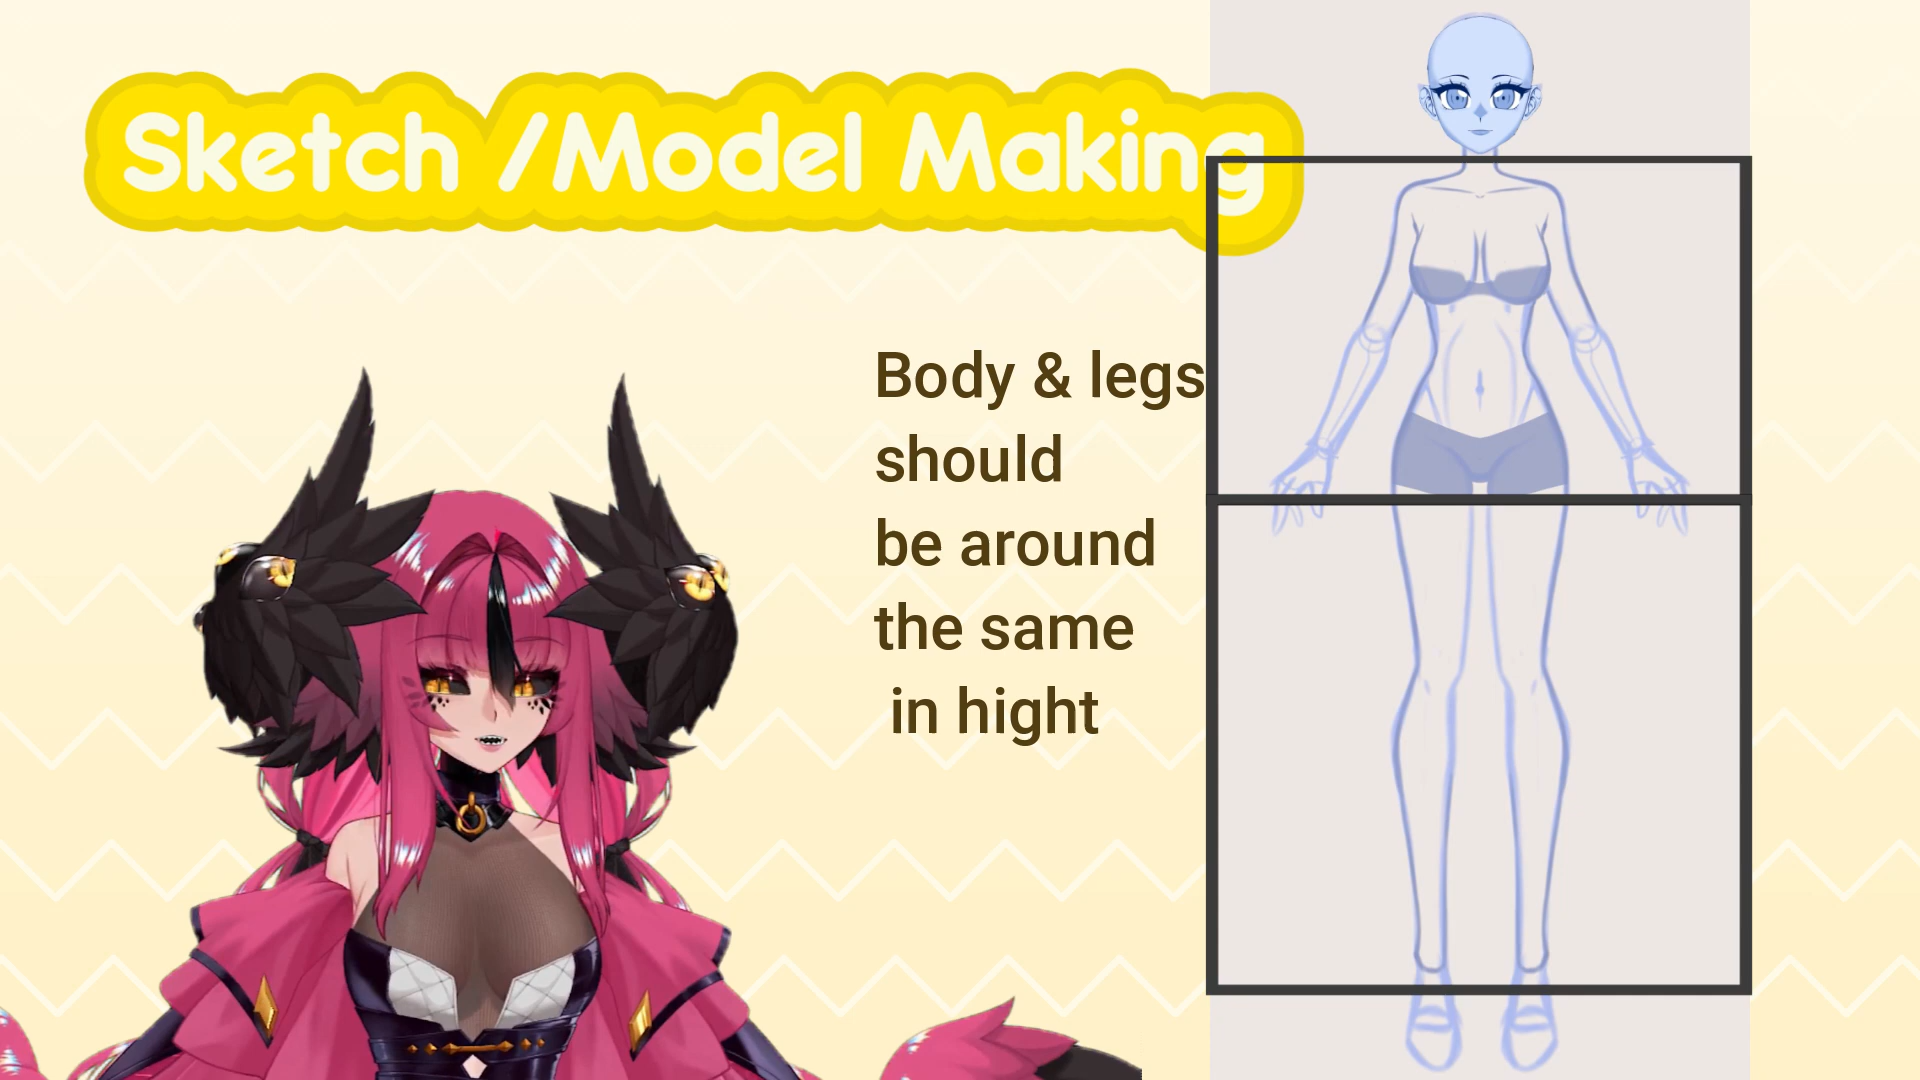 Sketch /Model Making
Body & legs
should
be around
the same
in hight